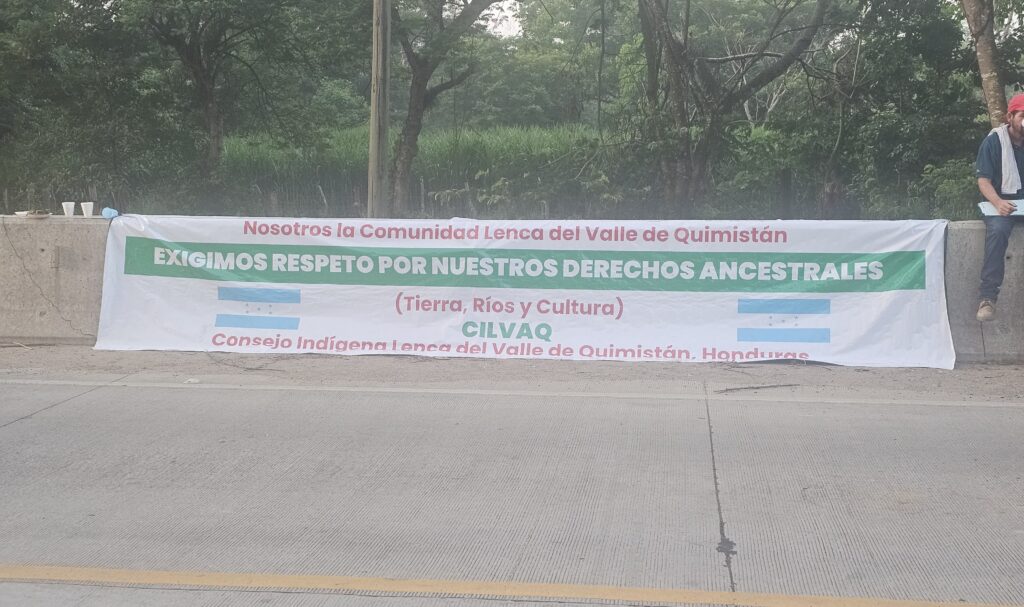 Nosotros la Comunidad Lenca del Valle de Quimistán
EXIGIMOS RESPETO POR NUESTROS DERECHOS ANCESTRALES
(Tierra, Ríos y Cultura)
CILVAQ
Consejo Indígena Lenca del Valle de Quimistán, Honduras